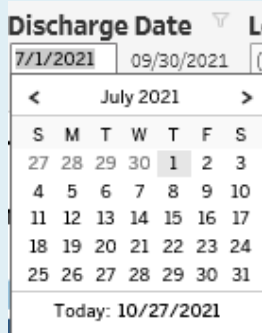 Discharge Date L
7/1/2021 09/30/2021 (
< July 2021 >
S M T W T F S
27 28 29 30 1 2 3
4 5 6 7 8 9 10
11 12 13 14 15 16 17
18 19 20 21 22 23 24
25 26 27 28 29 30 31
Today: 10/27/2021